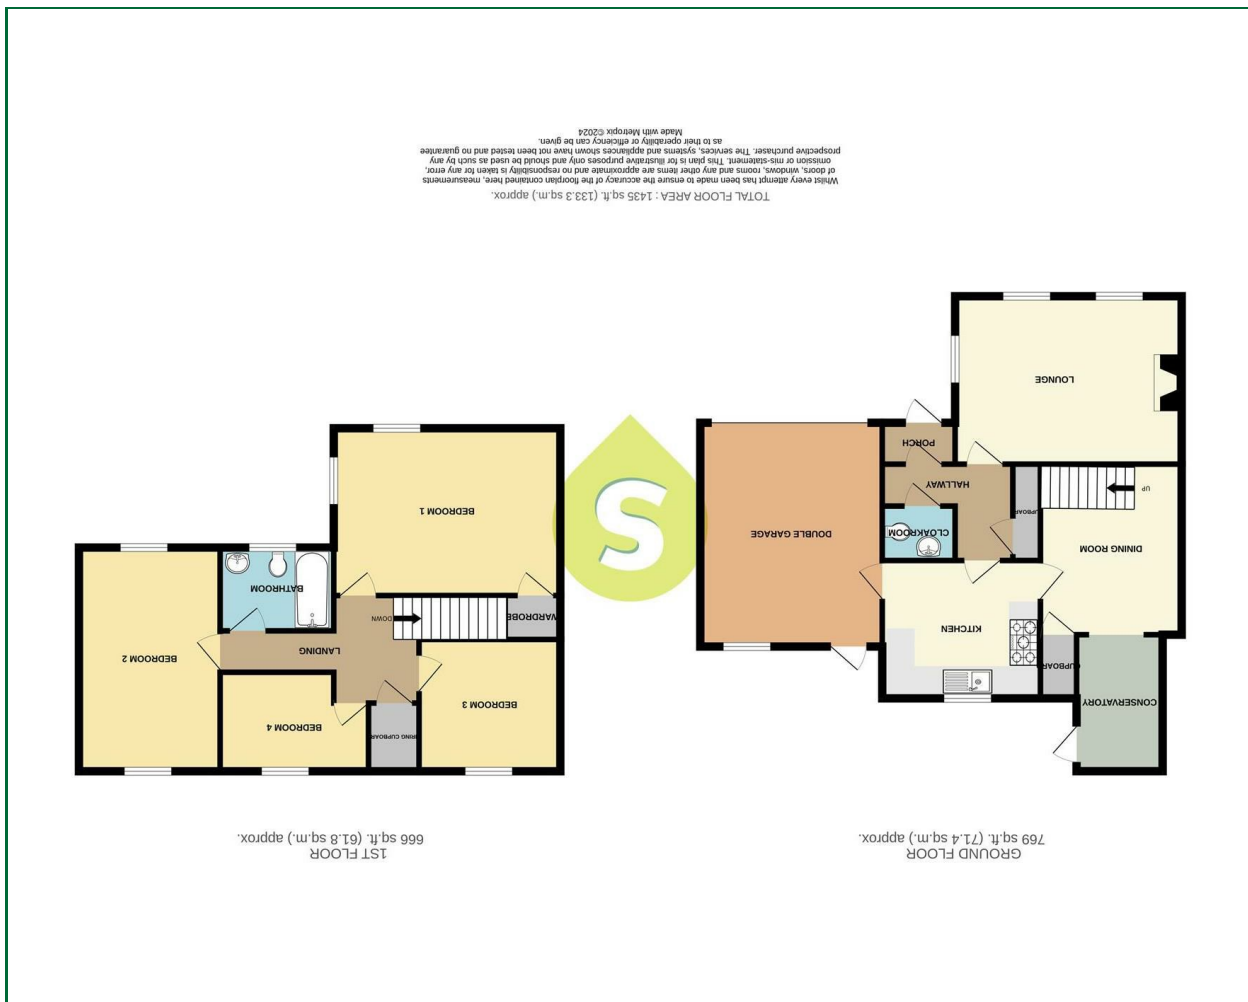 GROUND FLOOR
769 sq.ft. (71.4 sq.m.) approx.
1ST FLOOR
666 sq.ft. (61.8 sq.m.) approx.
CONSERVATORY
UPBOAR
KITCHEN
DINING ROOM
UP
UPBOAR
CLOAKROOM
HALLWAY
PORCH
DOUBLE GARAGE
LOUNGE
BEDROOM 3
RING CUPBOAR
BEDROOM 4
BEDROOM 2
LANDING
DOWN
WARDROBE
BATHROOM
BEDROOM 1
S
TOTAL FLOOR AREA : 1435 sq.ft. (133.3 sq.m.) approx.
Whilst every attempt has been made to ensure the accuracy of the floorplan contained here, measurements
of doors, windows, rooms and any other items are approximate and no responsibility is taken for any error,
omission or mis-statement. This plan is for illustrative purposes only and should be used as such by any
prospective purchaser. The services, systems and appliances shown have not been tested and no guarantee
as to their operability or efficiency can be given.
Made with Metropix ©2024